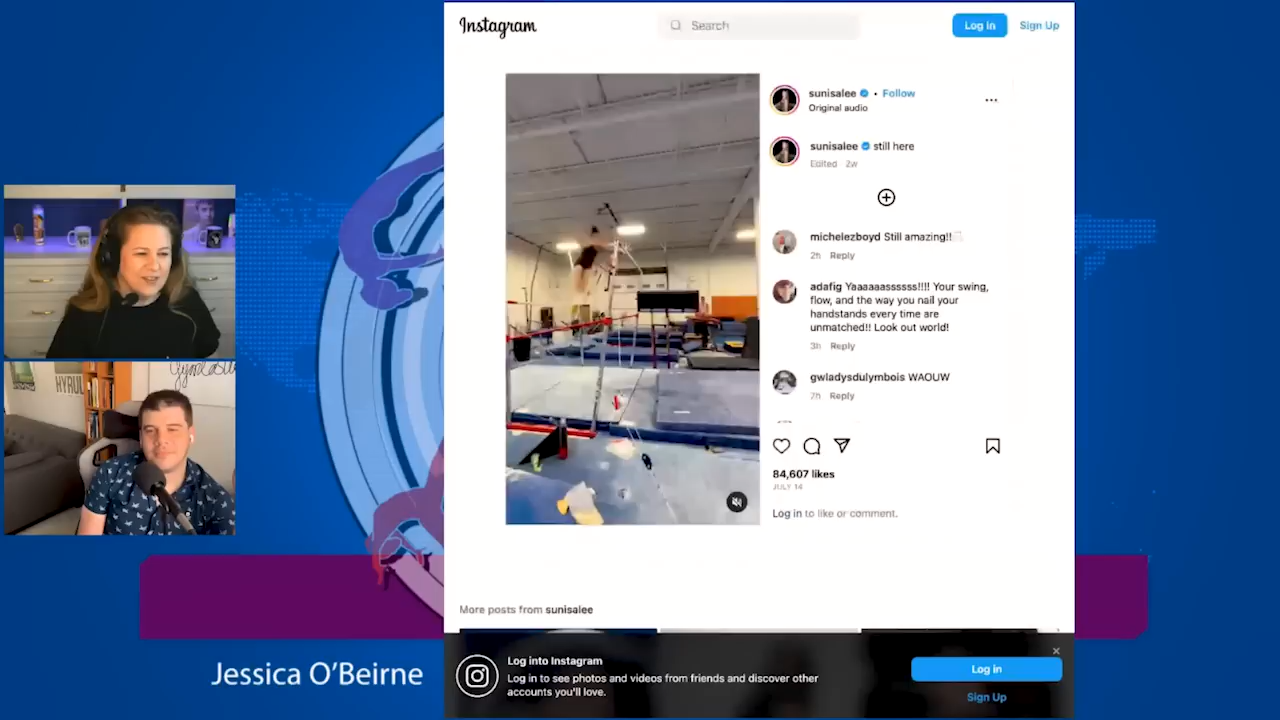 Instagram
Search
Log In
Sign Up
sunisalee • Follow
Original audio
sunisalee still here
Edited 2w
michelezboyd Still amazing!!
2h Reply
adafig Yaaaaaassssss!!!! Your swing,
flow, and the way you nail your
handstands every time are
unmatched!! Look out world!
3h Reply
gwladysdulymbois WAOUW
7h Reply
84,607 likes
JULY 14
Log in to like or comment.
More posts from sunisalee
Log into Instagram
Log in to see photos and videos from friends and discover other
accounts you'll love.
Log in
Sign Up
HYRUL
Jessica O'Beirne